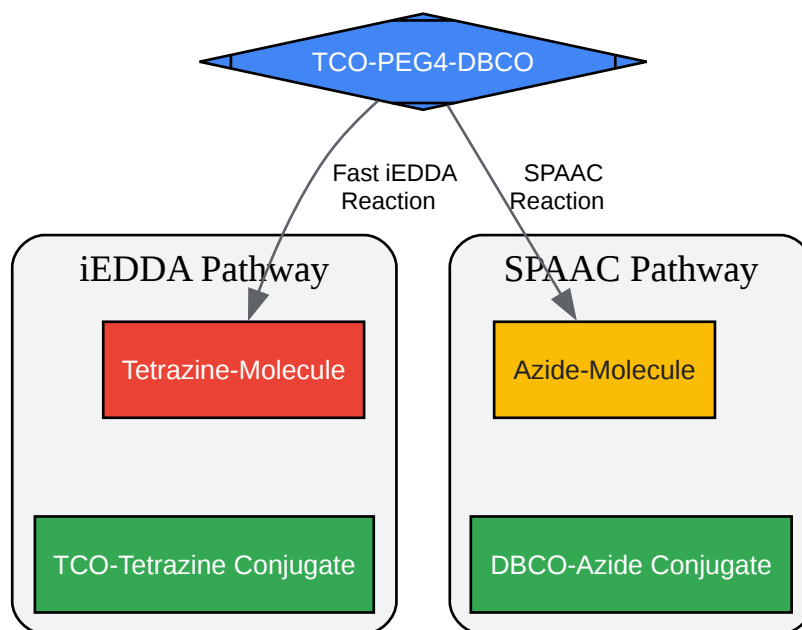 TCO-PEG4-DBCO
Fast iEDDA
Reaction
SPAAC
Reaction
iEDDA Pathway
SPAAC Pathway
Tetrazine-Molecule
Azide-Molecule
TCO-Tetrazine Conjugate
DBCO-Azide Conjugate